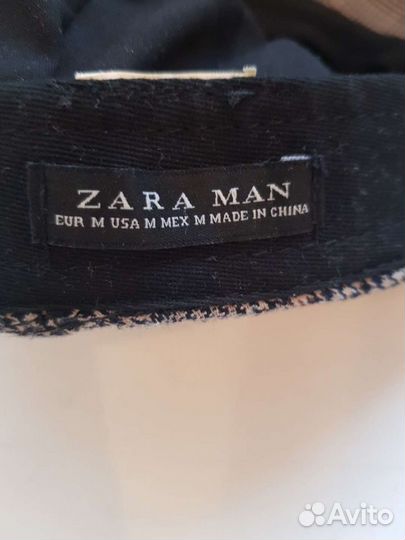 ZARA MAN
EUR M USA M MEX M MADE IN CHINA
Avito